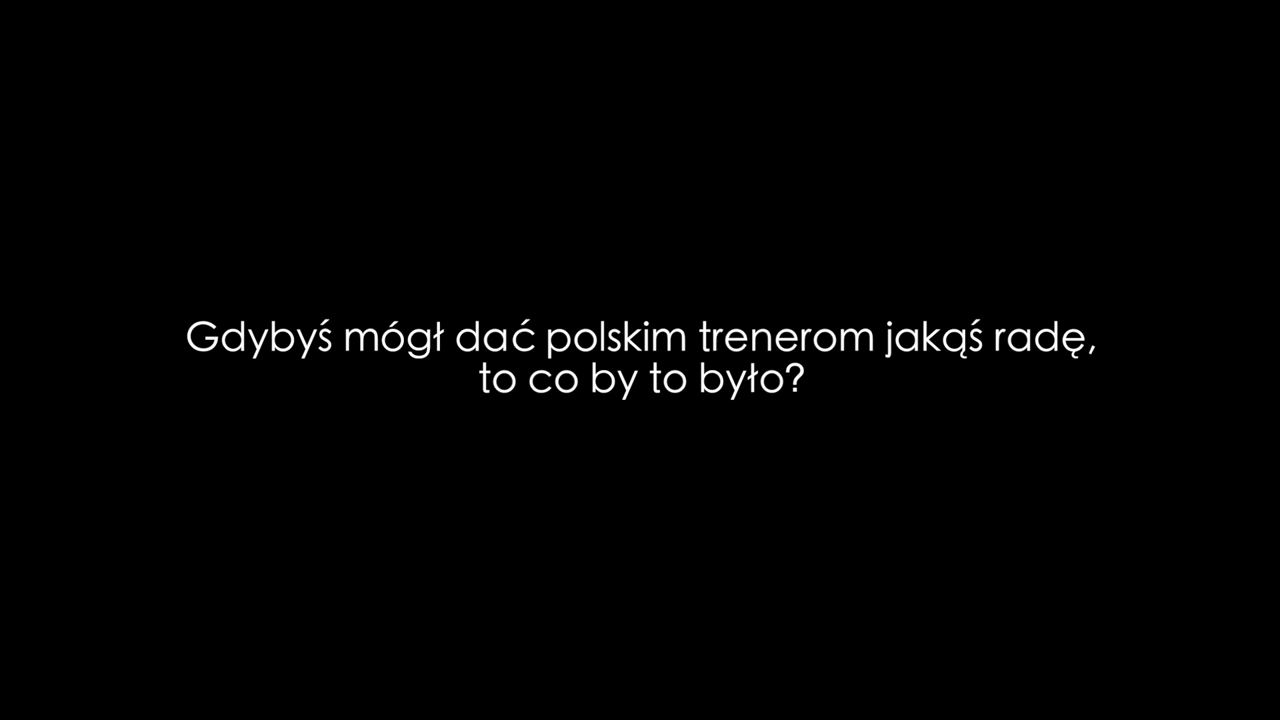 Gdybyś mógł dać polskim trenerom jakąś radę,
to co by to było?